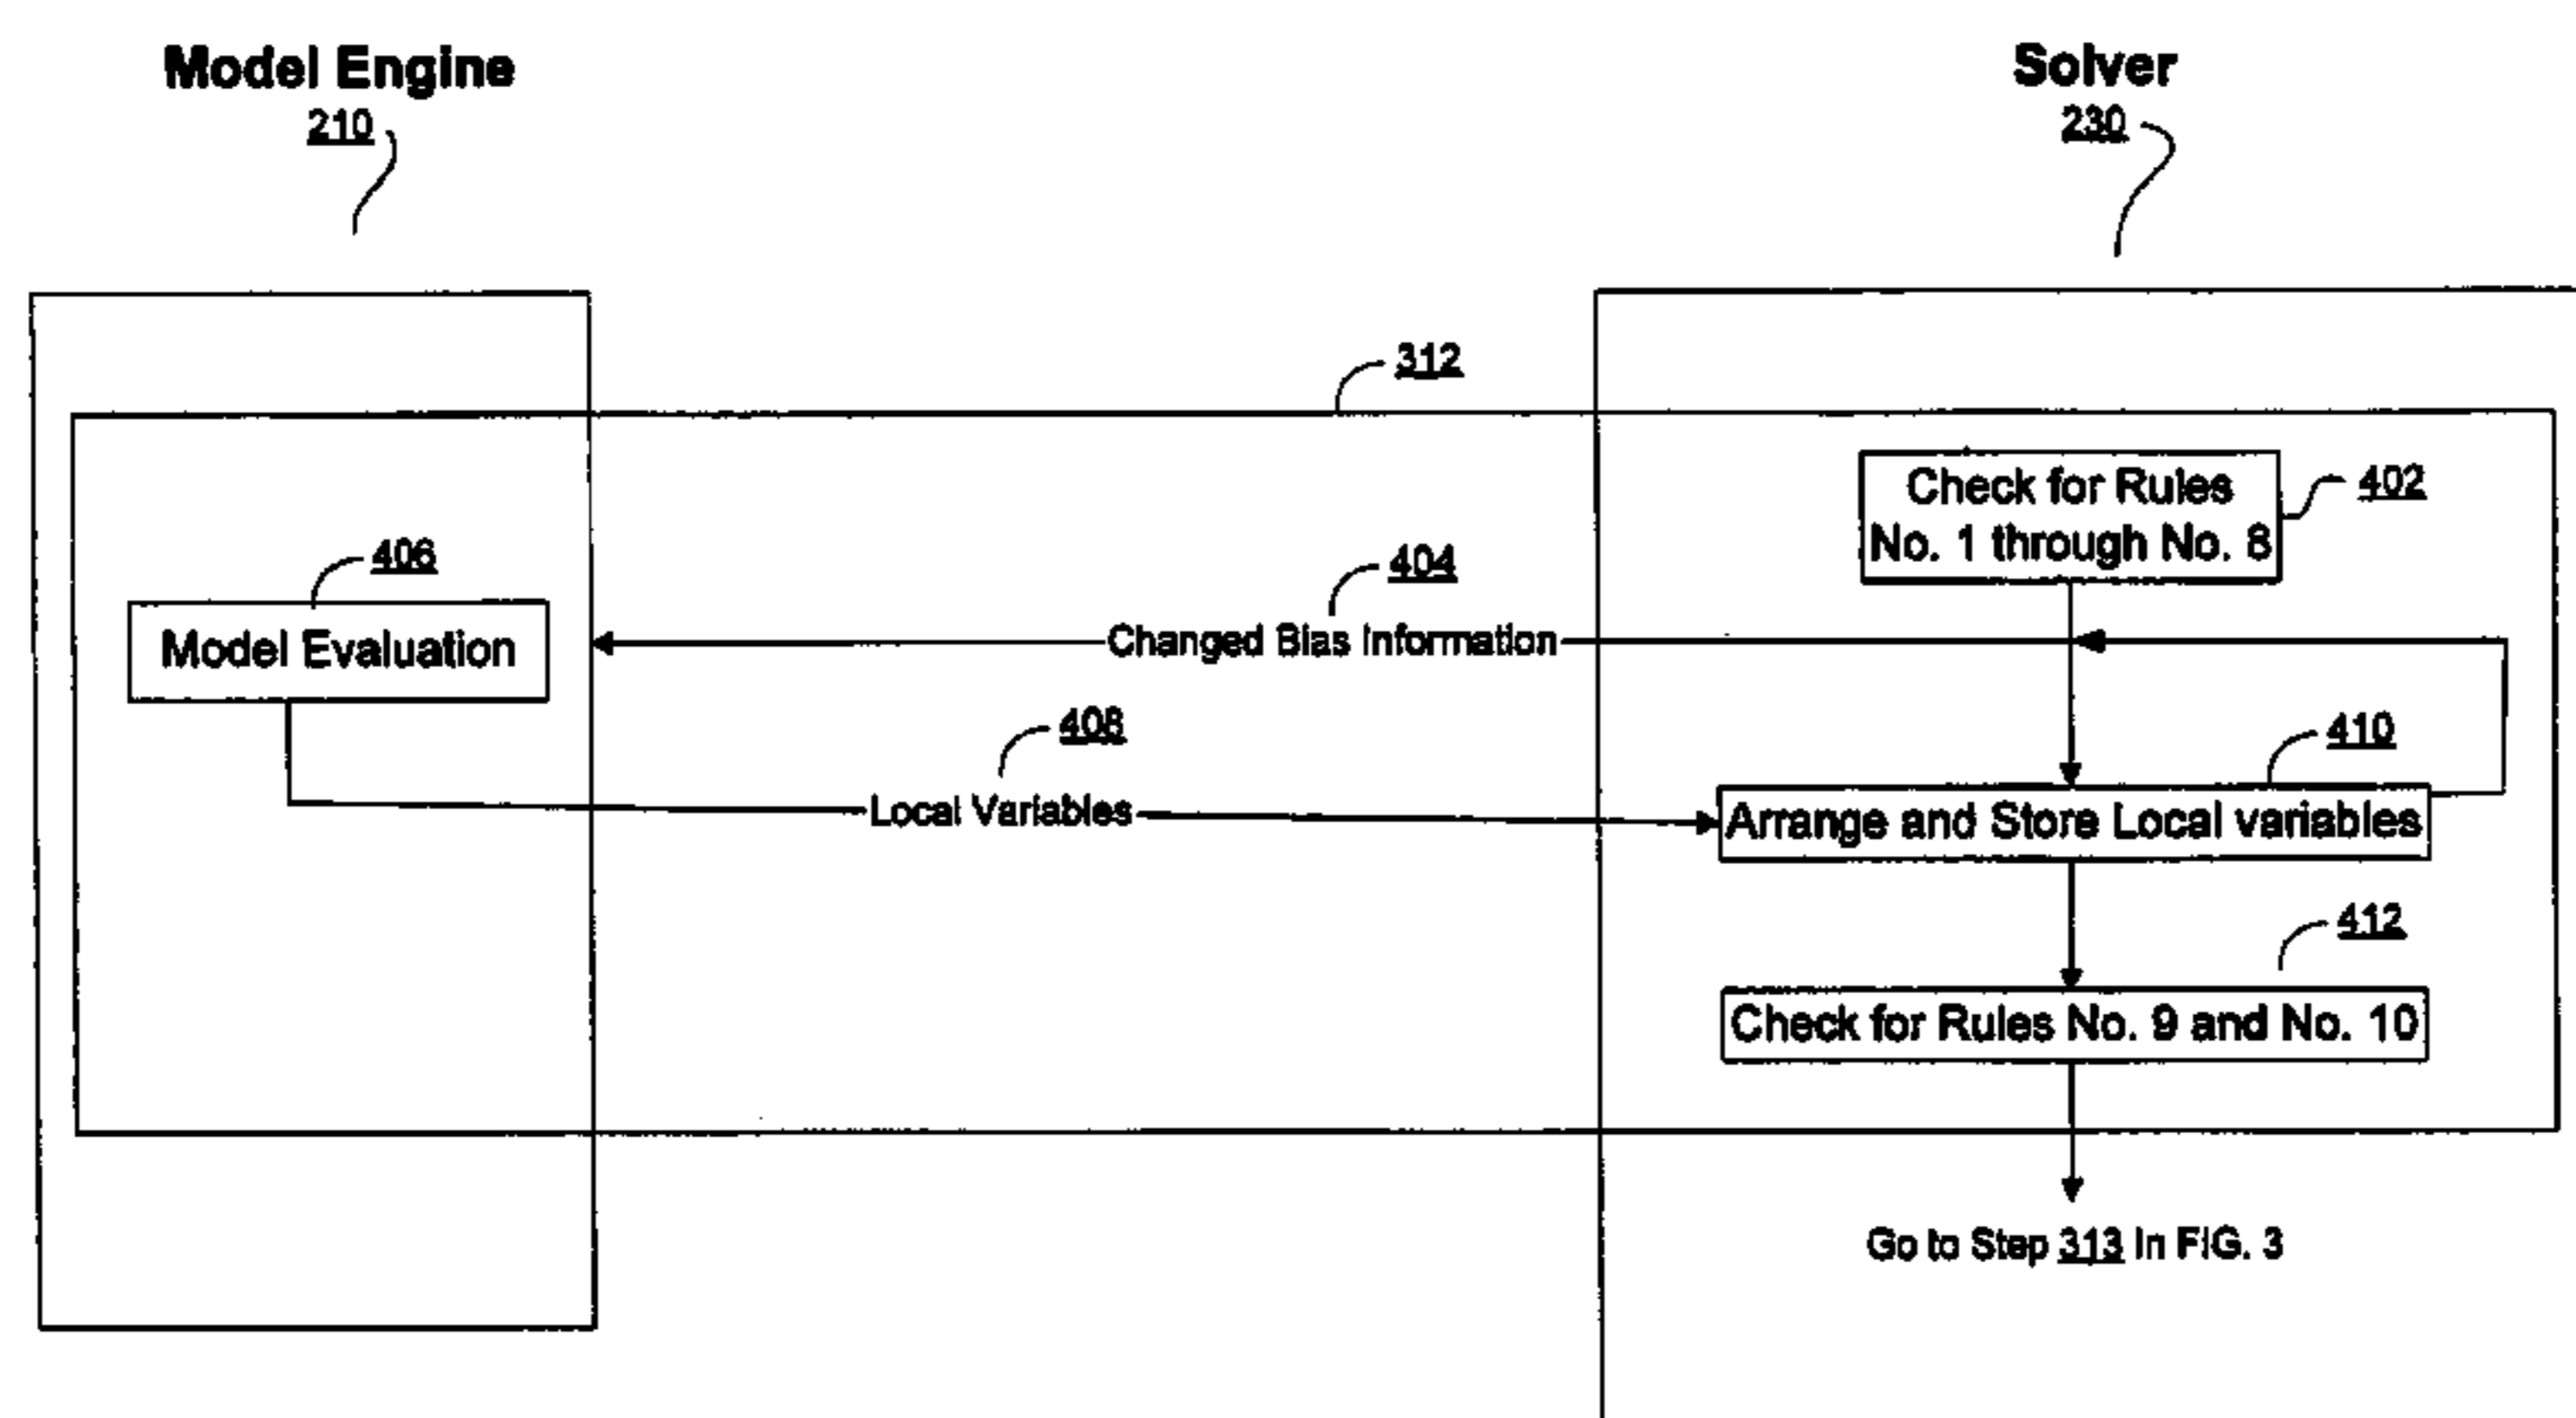 Model Engine
210
Solver
230
312
Check for Rules
No. 1 through No. 8
402
406
404
Model Evaluation
Changed Bias Information
408
410
Local Variables
Arrange and Store Local variables
412
Check for Rules No. 9 and No. 10
Go to Step 313 In FIG. 3